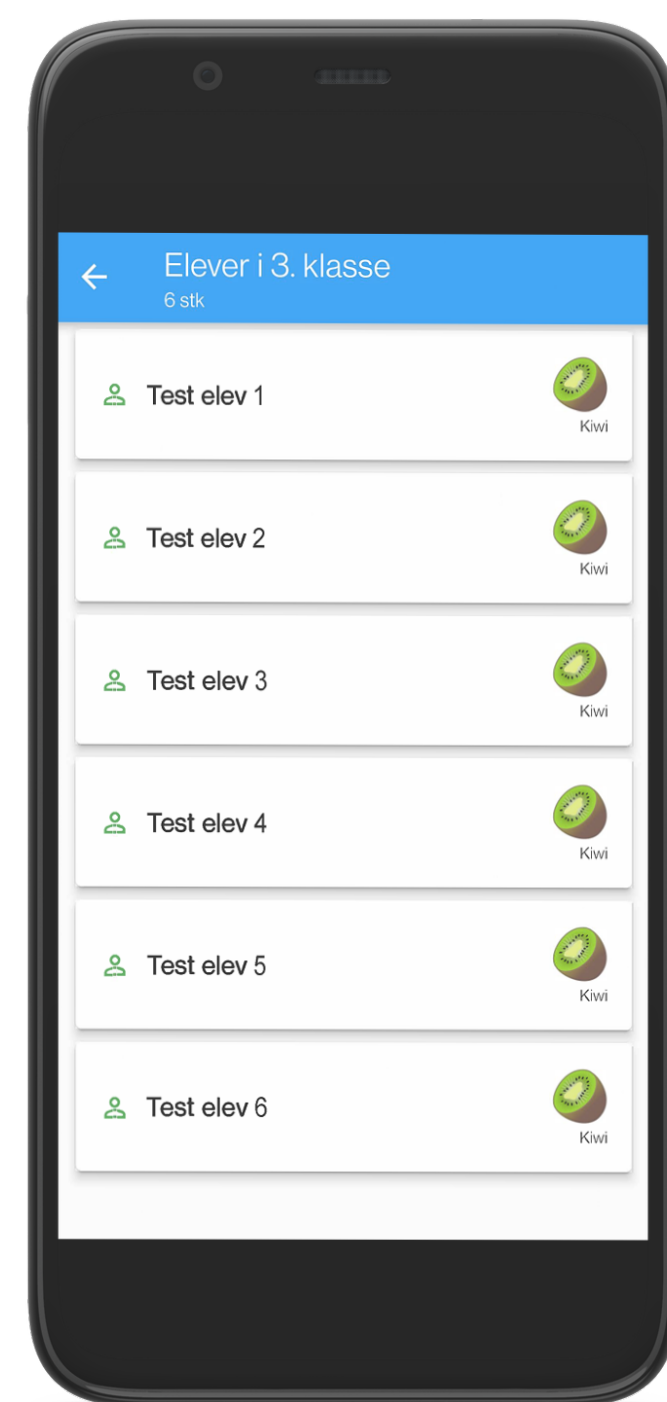 Elever i 3. klasse
6 stk
Test elev 1
Kiwi
Test elev 2
Kiwi
Test elev 3
Kiwi
Test elev 4
Kiwi
Test elev 5
Kiwi
Test elev 6
Kiwi